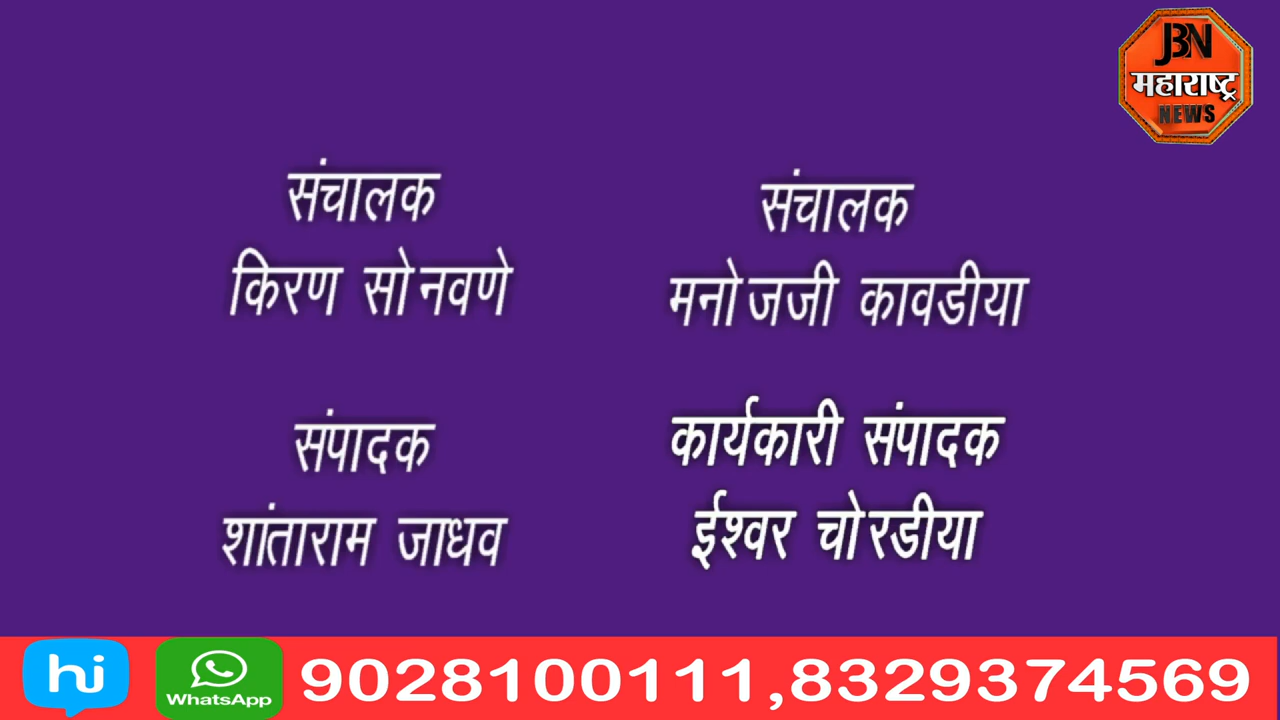 JBN
महाराष्ट्र
NEWS
संचालक
किरण सोनवणे
संचालक
मनोजजी कावडीया
संपादक
शांताराम जाधव
कार्यकारी संपादक
ईश्वर चोरडीया
hi
WhatsApp
9028100111,8329374569